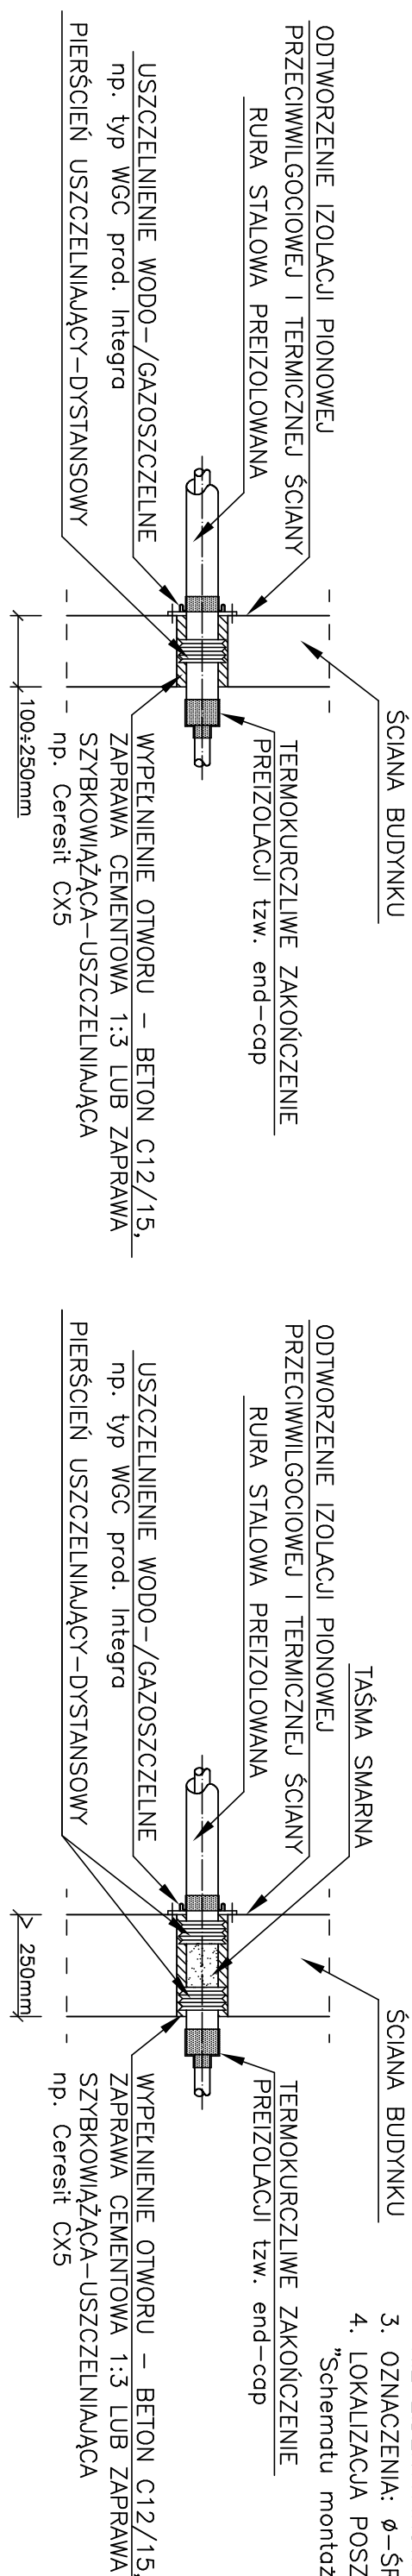 ODTWORZENIE IZOLACJI PIONOWEJ
PRZECIWWILGOCIOWEJ I TERMICZNEJ ŚCIANY
RURA STALOWA PREIZOLOWANA
USZCZELNIENIE WODO-/GAZOSZCZELNE
np. typ WGC prod. Integra
PIERŚCIEŃ USZCZELNIAJĄCY-DYSTANSOWY
ŚCIANA BUDYNKU
TERMOKURCZLIWE ZAKOŃCZENIE
PREIZOLACJI tzw. end-cap
WYPEŁNIENIE OTWORU - BETON C12/15,
ZAPRAWA CEMENTOWA 1:3 LUB ZAPRAWA
SZYBKOWIĄŻĄCA-USZCZELNIAJĄCA
np. Ceresit CX5
100÷250mm
ODTWORZENIE IZOLACJI PIONOWEJ
PRZECIWWILGOCIOWEJ I TERMICZNEJ ŚCIANY
TAŚMA SMARNA
RURA STALOWA PREIZOLOWANA
USZCZELNIENIE WODO-/GAZOSZCZELNE
np. typ WGC prod. Integra
PIERŚCIEŃ USZCZELNIAJĄCY-DYSTANSOWY
ŚCIANA BUDYNKU
TERMOKURCZLIWE ZAKOŃCZENIE
PREIZOLACJI tzw. end-cap
WYPEŁNIENIE OTWORU - BETON C12/15,
ZAPRAWA CEMENTOWA 1:3 LUB ZAPRAWA
SZYBKOWIĄŻĄCA-USZCZELNIAJĄCA
np. Ceresit CX5
> 250mm
3. OZNACZENIA: ø-ŚR
4. LOKALIZACJA POSZ
"Schematu montaż